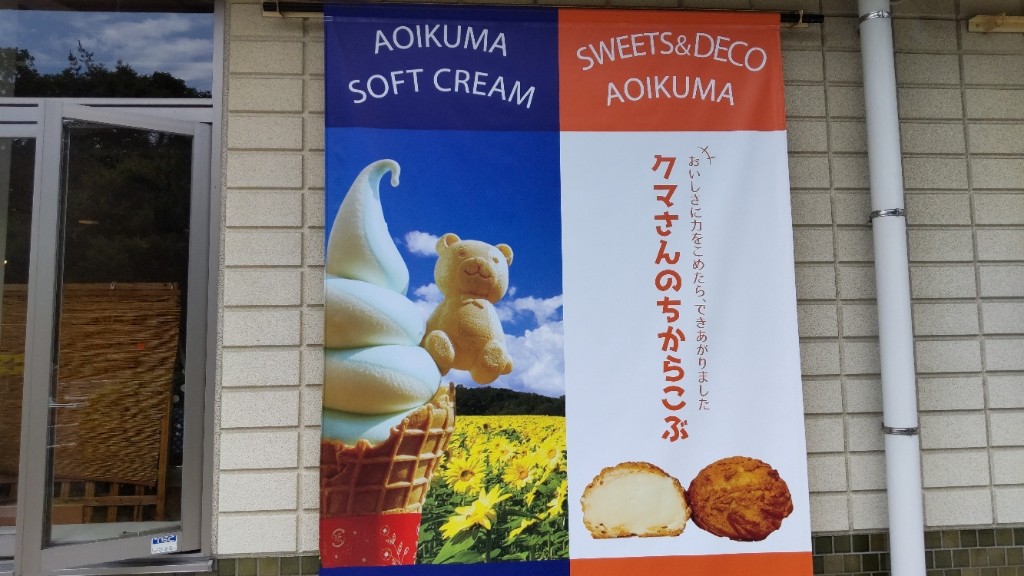 AOIKUMA
SOFT CREAM
SWEETS&DECO
AOIKUMA
おいしさに力をこめたら、できあがりました
クマさんのちからこぶ